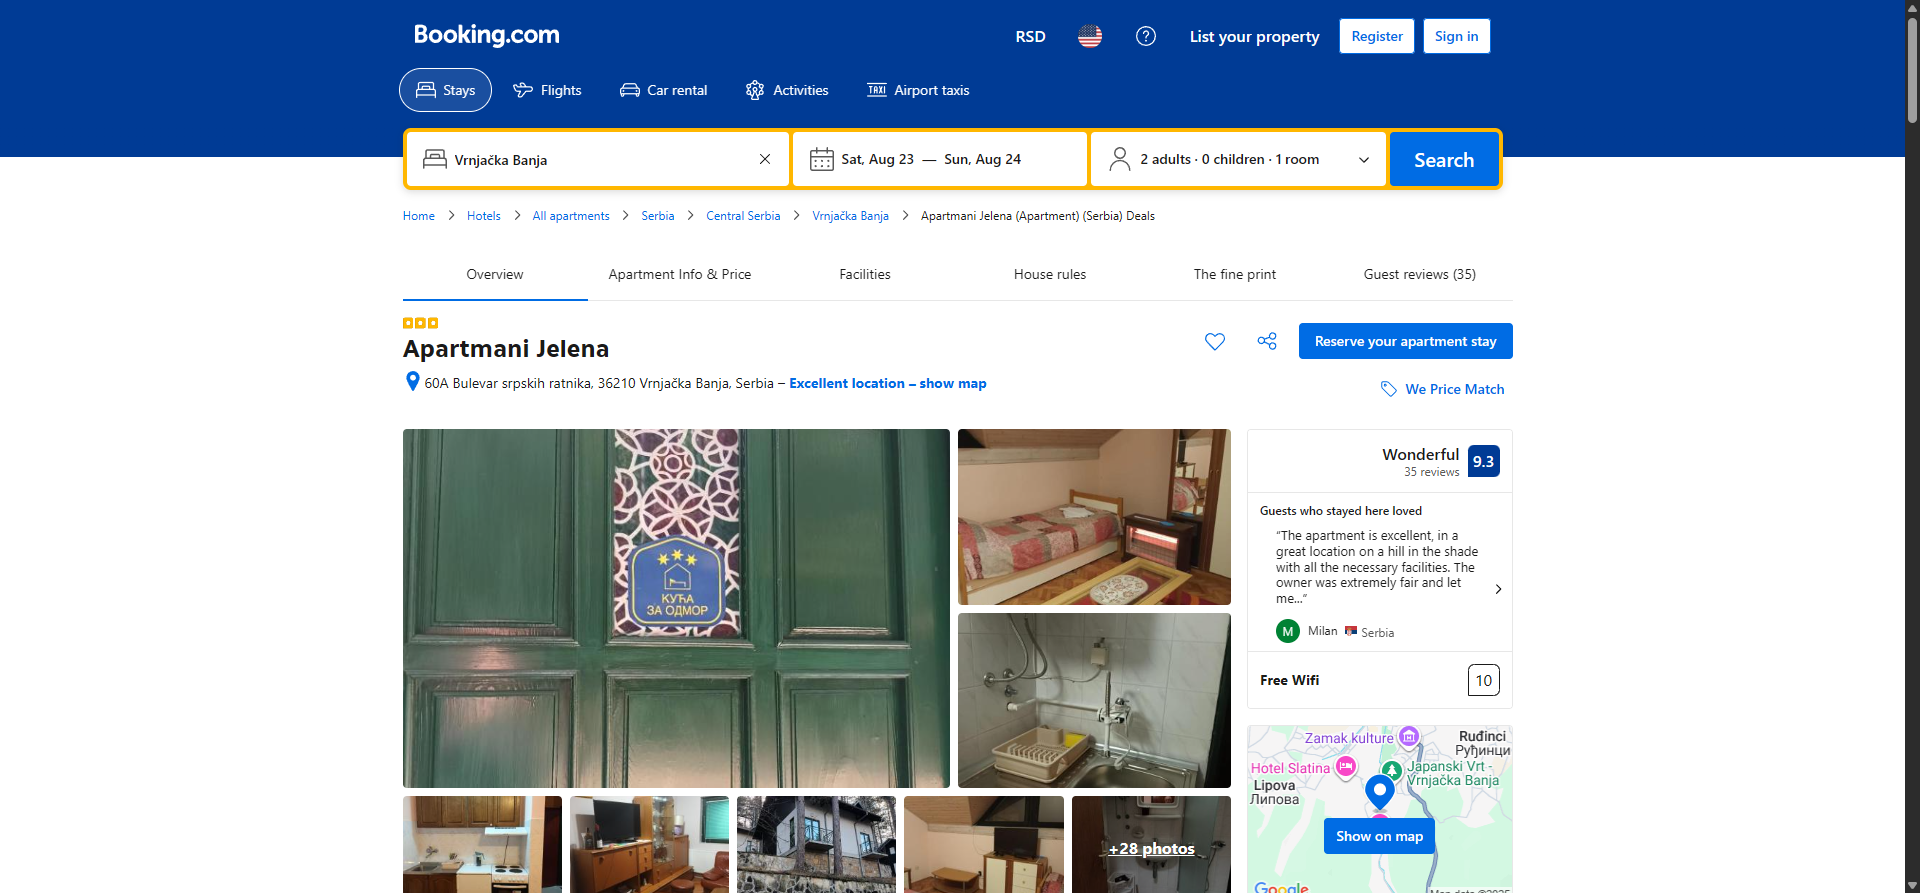 Booking.com
RSD
List your property
Register
Sign in
Stays
Flights
Car rental
Activities
TAXI Airport taxis
Vrnjačka Banja
Sat, Aug 23 — Sun, Aug 24
2 adults · 0 children · 1 room
Search
Home
Hotels
All apartments
Serbia
Central Serbia
Vrnjačka Banja
Apartmani Jelena (Apartment) (Serbia) Deals
Overview
Apartment Info & Price
Facilities
House rules
The fine print
Guest reviews (35)
Apartmani Jelena
Reserve your apartment stay
60A Bulevar srpskih ratnika, 36210 Vrnjačka Banja, Serbia – Excellent location – show map
We Price Match
КУЋА
ЗА ОДМОР
+28 photos
Wonderful
35 reviews
9.3
Guests who stayed here loved
“The apartment is excellent, in a
great location on a hill in the shade
with all the necessary facilities. The
owner was extremely fair and let
me...”
M
Milan
Serbia
Free Wifi
10
Zamak kulture
Ruđinci
Руђинци
Hotel Slatina
Japanski Vrt -
Vrnjačka Banja
Lipova
Липова
Show on map
Google
Map data ©2025